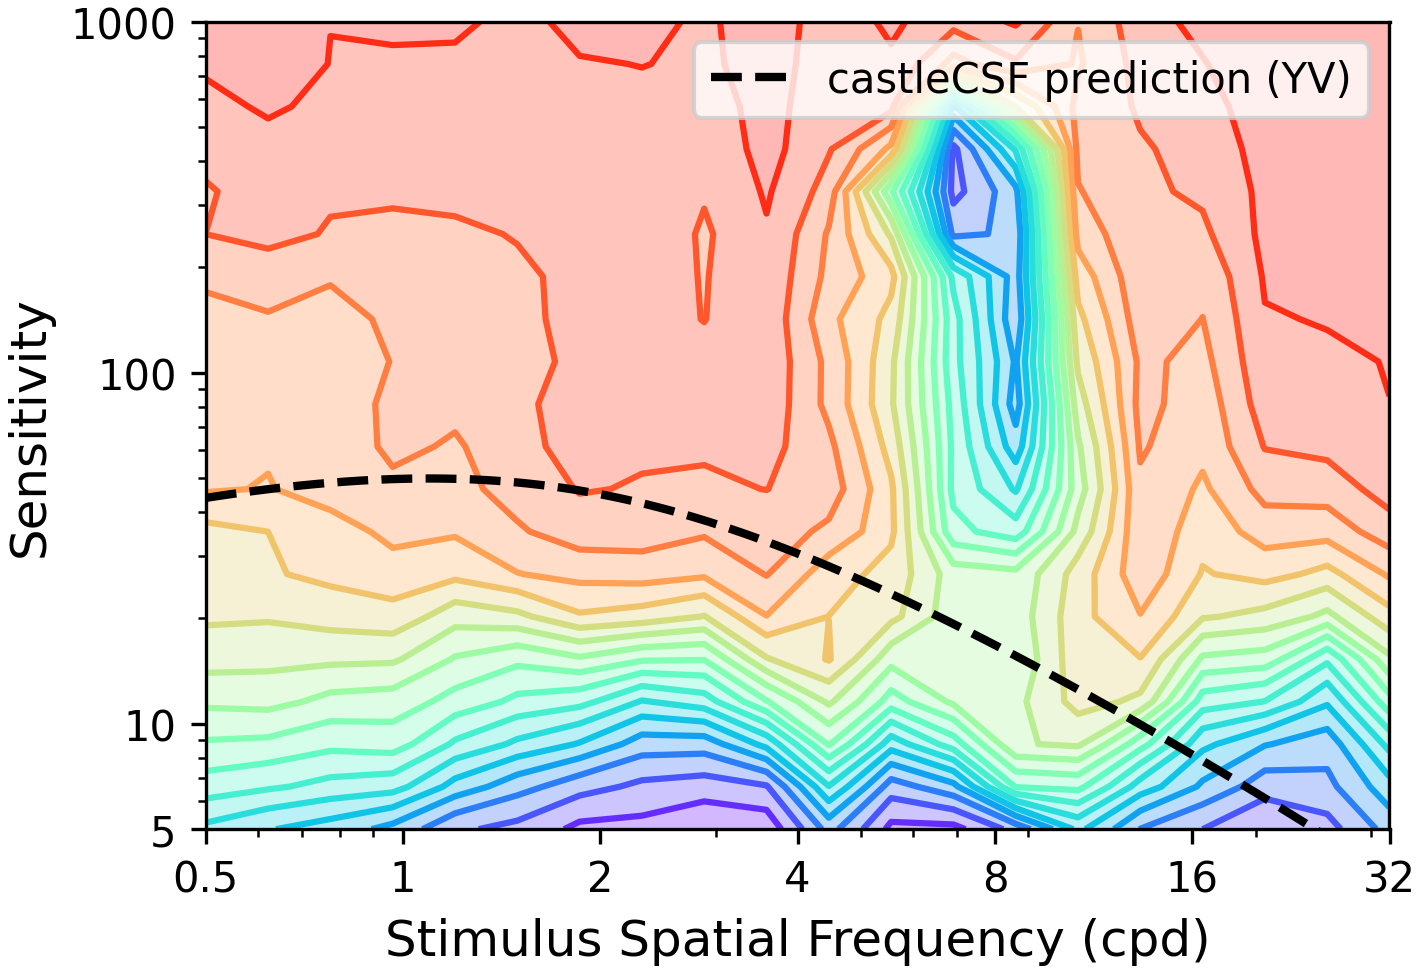 1000
100
10
5
Sensitivity
castleCSF prediction (YV)
0.5 1 2 4 8 16 32
Stimulus Spatial Frequency (cpd)